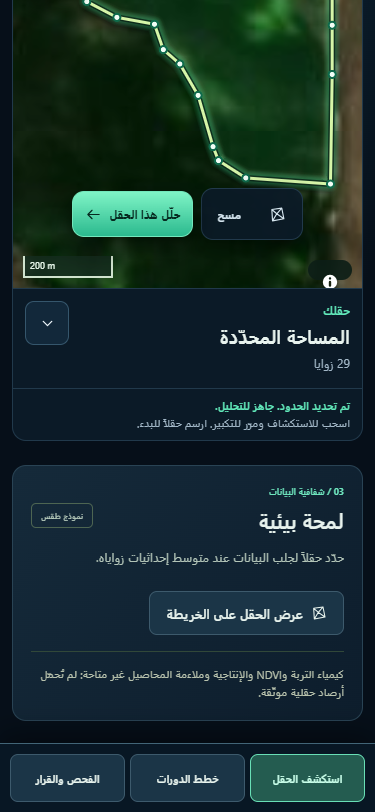 حلّل هذا الحقل ←
مسح
200 m
حقلك
المساحة المحدّدة
29 زوايا
تم تحديد الحدود. جاهز للتحليل.
اسحب للاستكشاف ومرر للتكبير. ارسم حقلاً للبدء.
03 / شفافية البيانات
لمحة بيئية
نموذج طقس
حدّد حقلاً لجلب البيانات عند متوسط إحداثيات زواياه.
عرض الحقل على الخريطة
كيمياء التربة وNDVI والإنتاجية وملاءمة المحاصيل غير متاحة: لم تُحمَّل
أرصاد حقلية موثّقة.
استكشف الحقل
خطط الدورات
الفحص والقرار